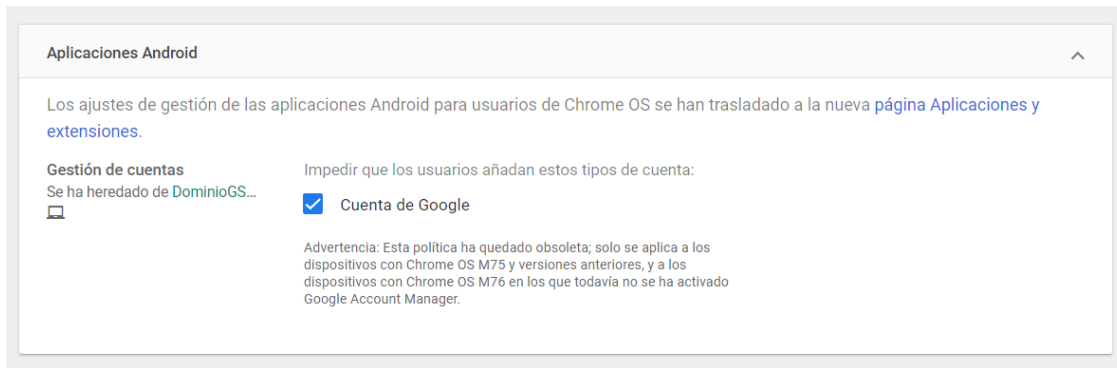 Aplicaciones Android
Los ajustes de gestión de las aplicaciones Android para usuarios de Chrome OS se han trasladado a la nueva página Aplicaciones y
extensiones.
Gestión de cuentas
Se ha heredado de DominioGS...
Impedir que los usuarios añadan estos tipos de cuenta:
Cuenta de Google
Advertencia: Esta política ha quedado obsoleta; solo se aplica a los
dispositivos con Chrome OS M75 y versiones anteriores, y a los
dispositivos con Chrome OS M76 en los que todavía no se ha activado
Google Account Manager.